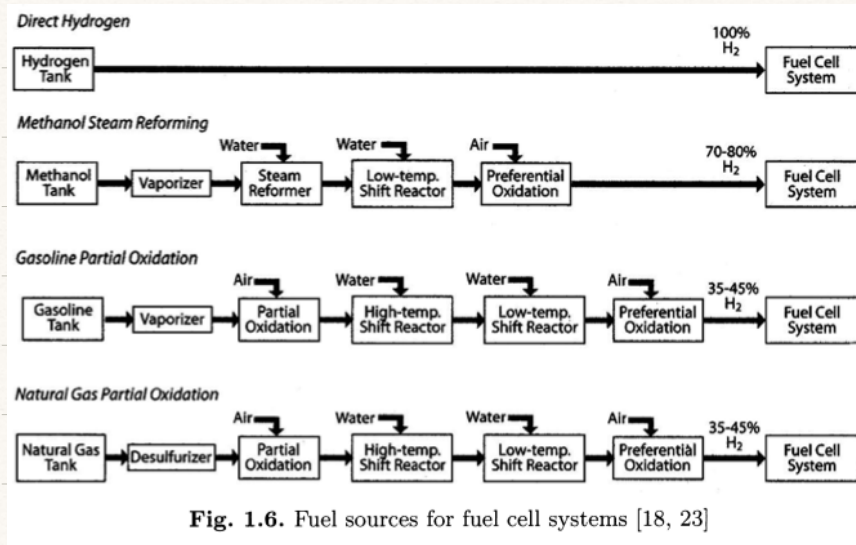 Direct Hydrogen
100%
H2
Hydrogen
Tank
Fuel Cell
System
Methanol Steam Reforming
Water
Water
Air
70-80%
H2
Methanol
Tank
Vaporizer
Steam
Reformer
Low-temp.
Shift Reactor
Preferential
Oxidation
Fuel Cell
System
Gasoline Partial Oxidation
Air
Water
Water
Air
35-45%
H2
Gasoline
Tank
Vaporizer
Partial
Oxidation
High-temp.
Shift Reactor
Low-temp.
Shift Reactor
Preferential
Oxidation
Fuel Cell
System
Natural Gas Partial Oxidation
Air
Water
Water
Air
35-45%
H2
Natural Gas
Tank
Desulfurizer
Partial
Oxidation
High-temp.
Shift Reactor
Low-temp.
Shift Reactor
Preferential
Oxidation
Fuel Cell
System
Fig. 1.6. Fuel sources for fuel cell systems [18, 23]